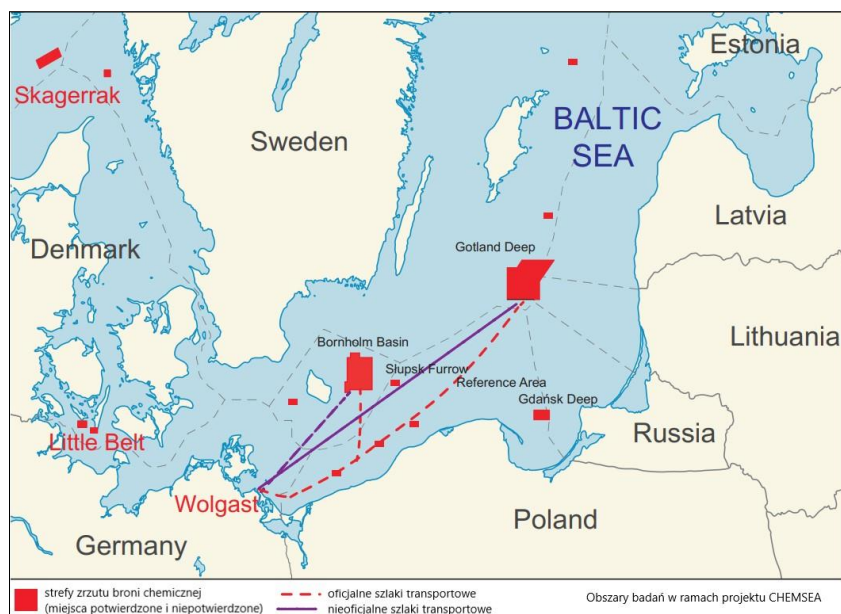 Estonia
Skagerrak
BALTIC
SEA
Sweden
Latvia
Denmark
Gotland Deep
Lithuania
Bornholm Basin
Słupsk Furrow
Reference Area
Gdańsk Deep
Russia
Little Belt
Wolgast
Poland
Germany
strefy zrzutu broni chemicznej
(miejsca potwierdzone i niepotwierdzone)
oficjalne szlaki transportowe
nieoficjalne szlaki transportowe
Obszary badań w ramach projektu CHEMSEA